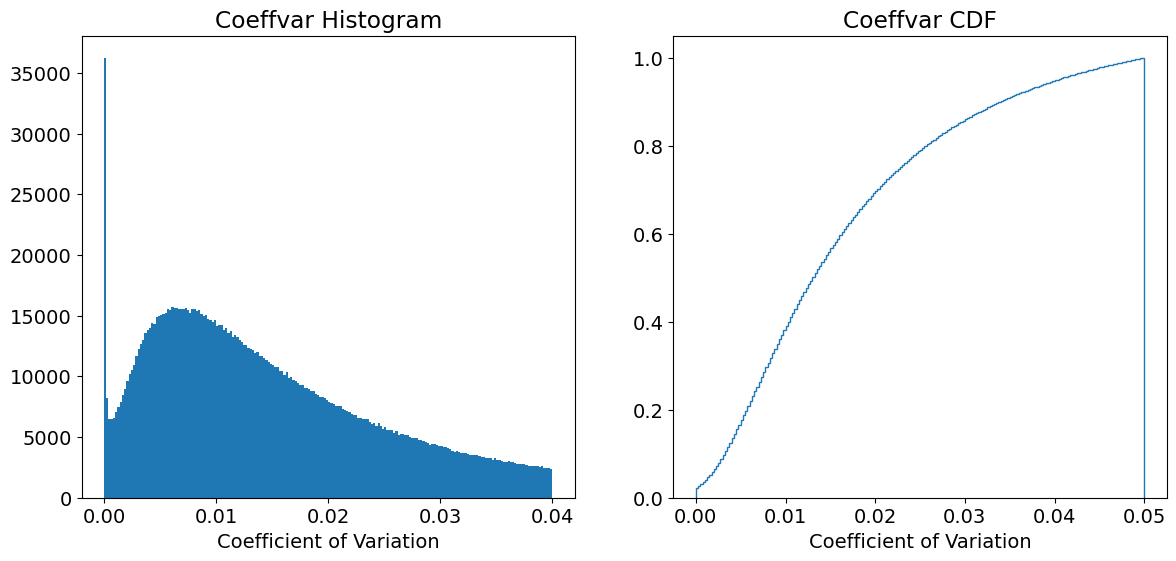 Coeffvar Histogram
35000
30000
25000
20000
15000
10000
5000
0
0.00 0.01 0.02 0.03 0.04
Coefficient of Variation
Coeffvar CDF
1.0
0.8
0.6
0.4
0.2
0.0
0.00 0.01 0.02 0.03 0.04 0.05
Coefficient of Variation